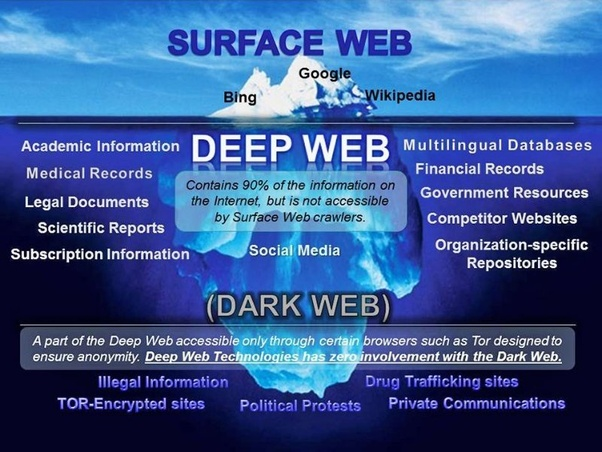 SURFACE WEB
Google
Bing
Wikipedia
DEEP WEB
Academic Information
Medical Records
Legal Documents
Scientific Reports
Subscription Information
Contains 90% of the information on
the Internet, but is not accessible
by Surface Web crawlers.
Social Media
Multilingual Databases
Financial Records
Government Resources
Competitor Websites
Organization-specific
Repositories
(DARK WEB)
A part of the Deep Web accessible only through certain browsers such as Tor designed to
ensure anonymity. Deep Web Technologies has zero involvement with the Dark Web.
Illegal Information
Drug Trafficking sites
TOR-Encrypted sites
Political Protests
Private Communications